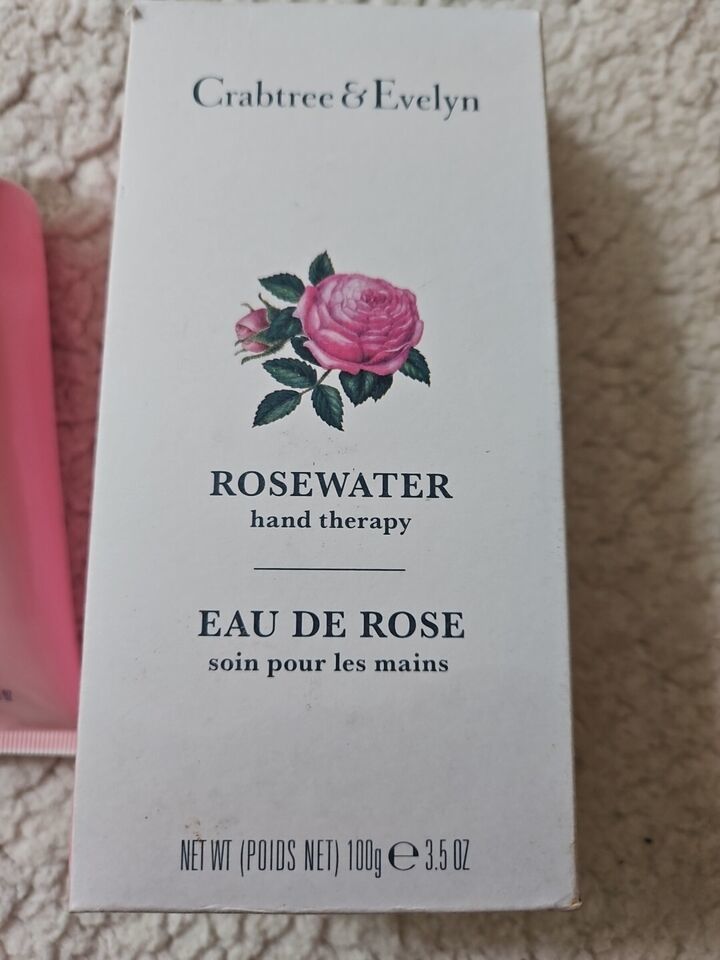 Crabtree & Evelyn
ROSEWATER
hand therapy
EAU DE ROSE
soin pour les mains
NET WT (POIDS NET) 100g ℮ 3.5 OZ